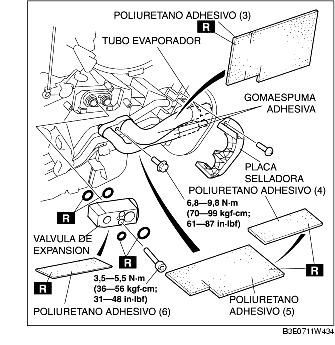 POLIURETANO ADHESIVO (3)
R
TUBO EVAPORADOR
GOMAESPUMA
ADHESIVA
PLACA
SELLADORA
POLIURETANO ADHESIVO (4)
6,8—9,8 N·m
(70—99 kgf-cm;
61—87 in-lbf)
R
VALVULA DE
EXPANSION
R
R
3,5—5,5 N·m
(36—56 kgf-cm;
31—48 in-lbf)
R
POLIURETANO ADHESIVO (6)
POLIURETANO
ADHESIVO (5)
B3E0711W434